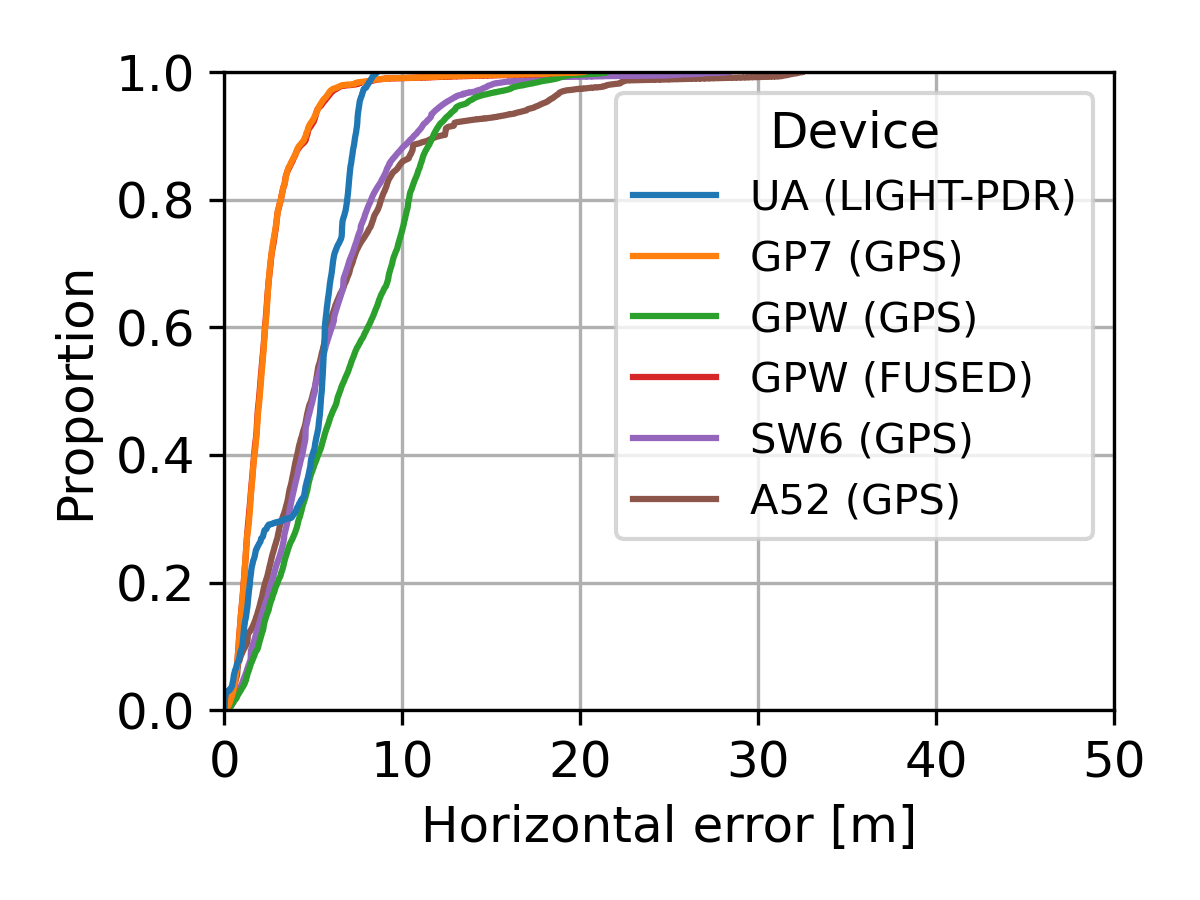 1.0
0.8
0.6
0.4
0.2
0.0
Proportion
0 10 20 30 40 50
Horizontal error [m]
Device
UA (LIGHT-PDR)
GP7 (GPS)
GPW (GPS)
GPW (FUSED)
SW6 (GPS)
A52 (GPS)